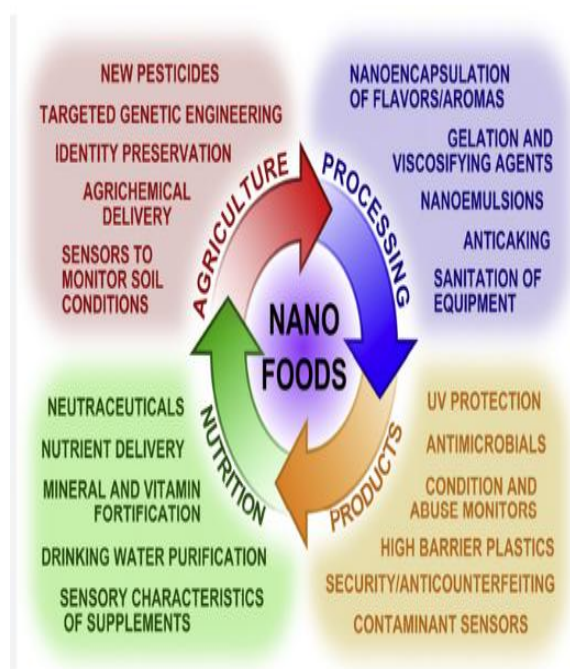 NEW PESTICIDES
TARGETED GENETIC ENGINEERING
IDENTITY PRESERVATION
AGRICHEMICAL
DELIVERY
SENSORS TO
MONITOR SOIL
CONDITIONS
AGRICULTURE
NANOENCAPSULATION
OF FLAVORS/AROMAS
GELATION AND
VISCOSIFYING AGENTS
NANOEMULSIONS
ANTICAKING
SANITATION OF
EQUIPMENT
PROCESSING
NANO
FOODS
NEUTRACEUTICALS
NUTRIENT DELIVERY
MINERAL AND VITAMIN
FORTIFICATION
DRINKING WATER PURIFICATION
SENSORY CHARACTERISTICS
OF SUPPLEMENTS
NUTRITION
UV PROTECTION
ANTIMICROBIALS
CONDITION AND
ABUSE MONITORS
HIGH BARRIER PLASTICS
SECURITY/ANTICOUNTERFEITING
CONTAMINANT SENSORS
PRODUCTS